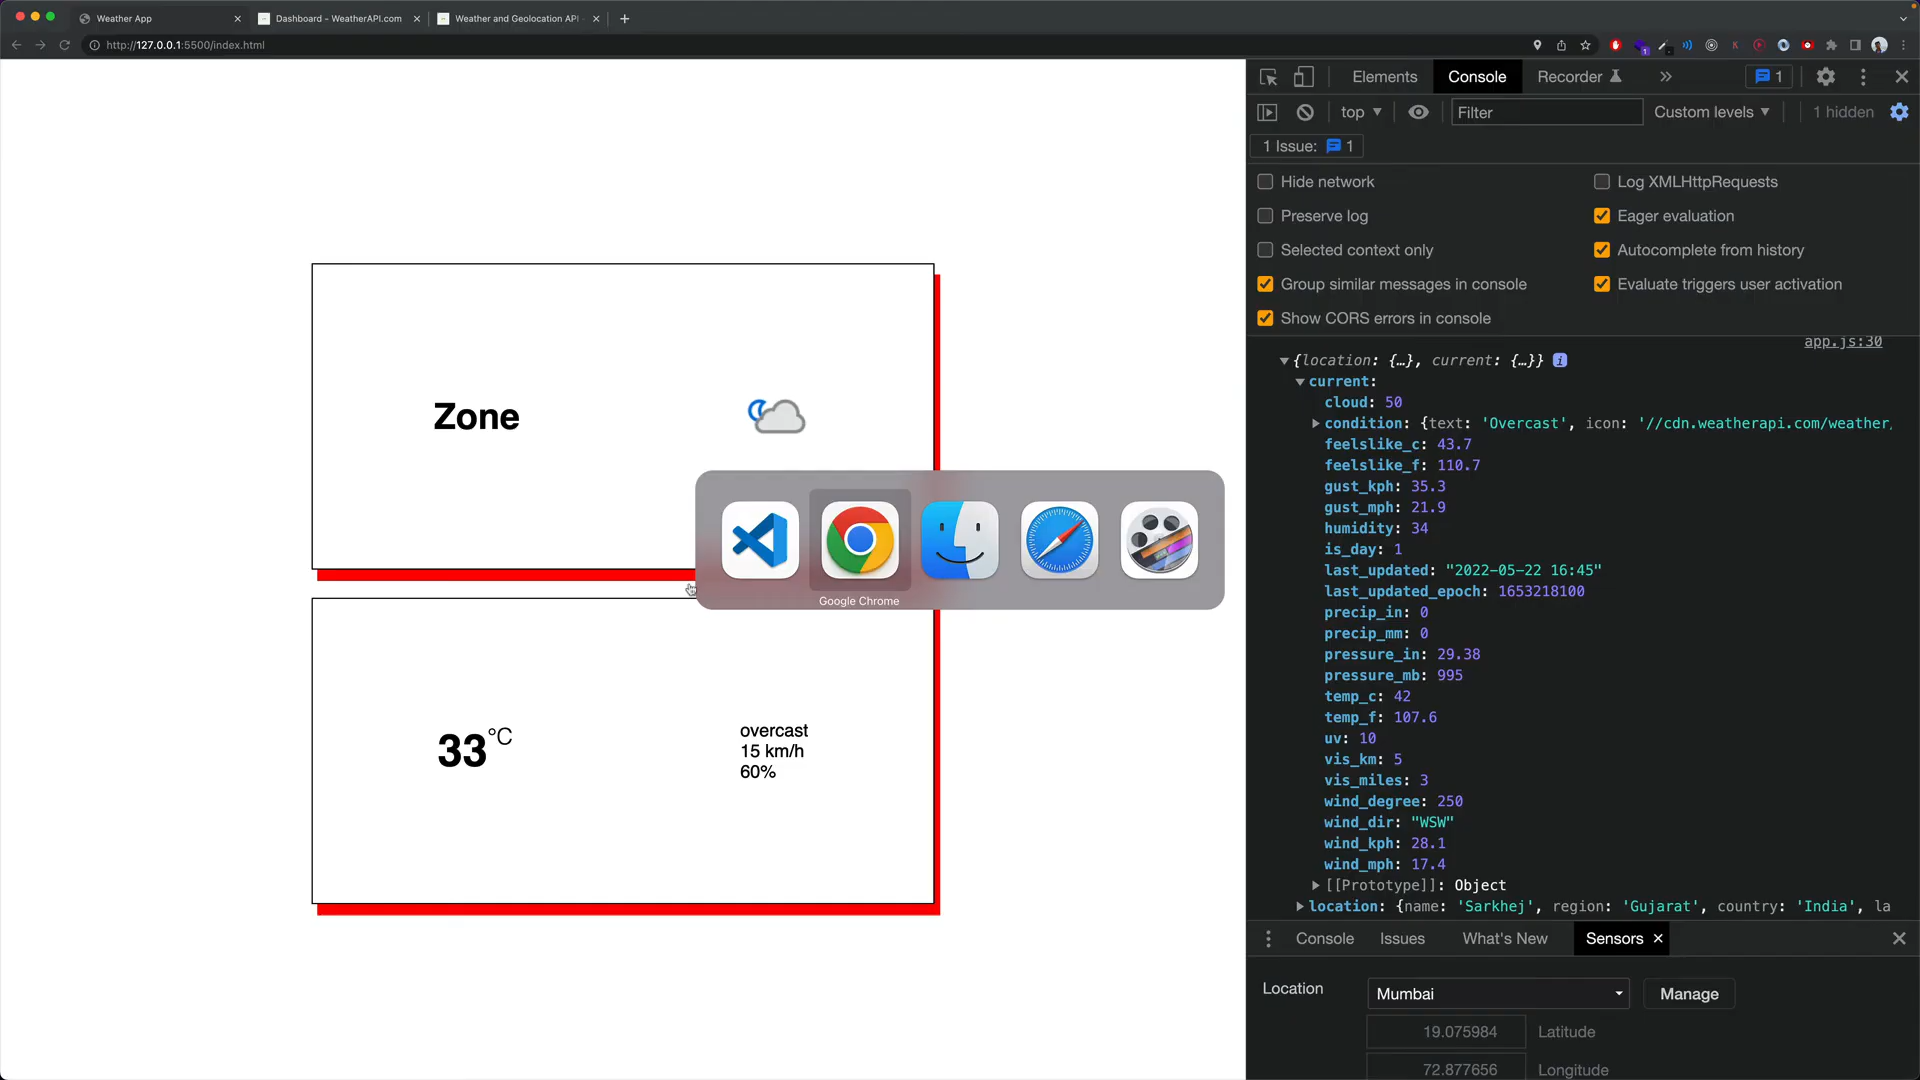 Weather App
Dashboard - WeatherAPI.com
Weather and Geolocation API
http://127.0.0.1:5500/index.html
Elements
Console
Recorder
1
top
Filter
Custom levels
1 hidden
1 Issue: 1
Hide network
Log XMLHttpRequests
Preserve log
Eager evaluation
Selected context only
Autocomplete from history
Group similar messages in console
Evaluate triggers user activation
Show CORS errors in console
app.js:30
{location: {…}, current: {…}}
current:
cloud: 50
condition: {text: 'Overcast', icon: '//cdn.weatherapi.com/weather,
feelslike_c: 43.7
feelslike_f: 110.7
gust_kph: 35.3
gust_mph: 21.9
humidity: 34
is_day: 1
last_updated: "2022-05-22 16:45"
last_updated_epoch: 1653218100
precip_in: 0
precip_mm: 0
pressure_in: 29.38
pressure_mb: 995
temp_c: 42
temp_f: 107.6
uv: 10
vis_km: 5
vis_miles: 3
wind_degree: 250
wind_dir: "WSW"
wind_kph: 28.1
wind_mph: 17.4
[[Prototype]]: Object
location: {name: 'Sarkhej', region: 'Gujarat', country: 'India', la
Console
Issues
What's New
Sensors
Location
Mumbai
Manage
19.075984
Latitude
72.877656
Longitude
Zone
Google Chrome
33°C
overcast
15 km/h
60%